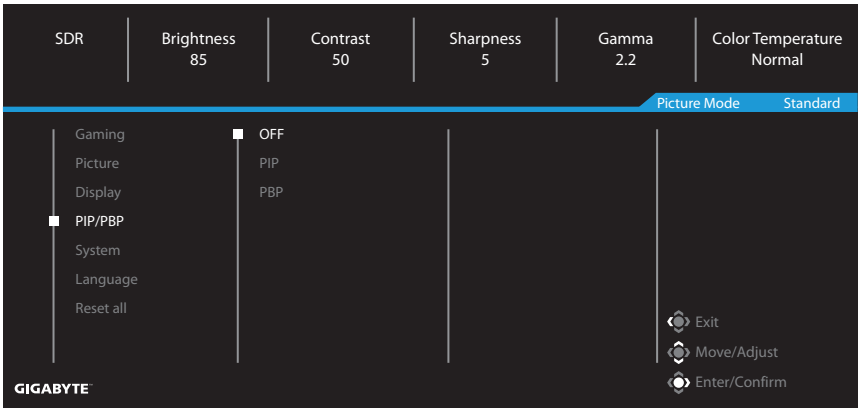 SDR
Brightness
85
Contrast
50
Sharpness
5
Gamma
2.2
Color Temperature
Normal
Picture Mode Standard
Gaming
Picture
Display
PIP/PBP
System
Language
Reset all
OFF
PIP
PBP
Exit
Move/Adjust
Enter/Confirm
GIGABYTE™